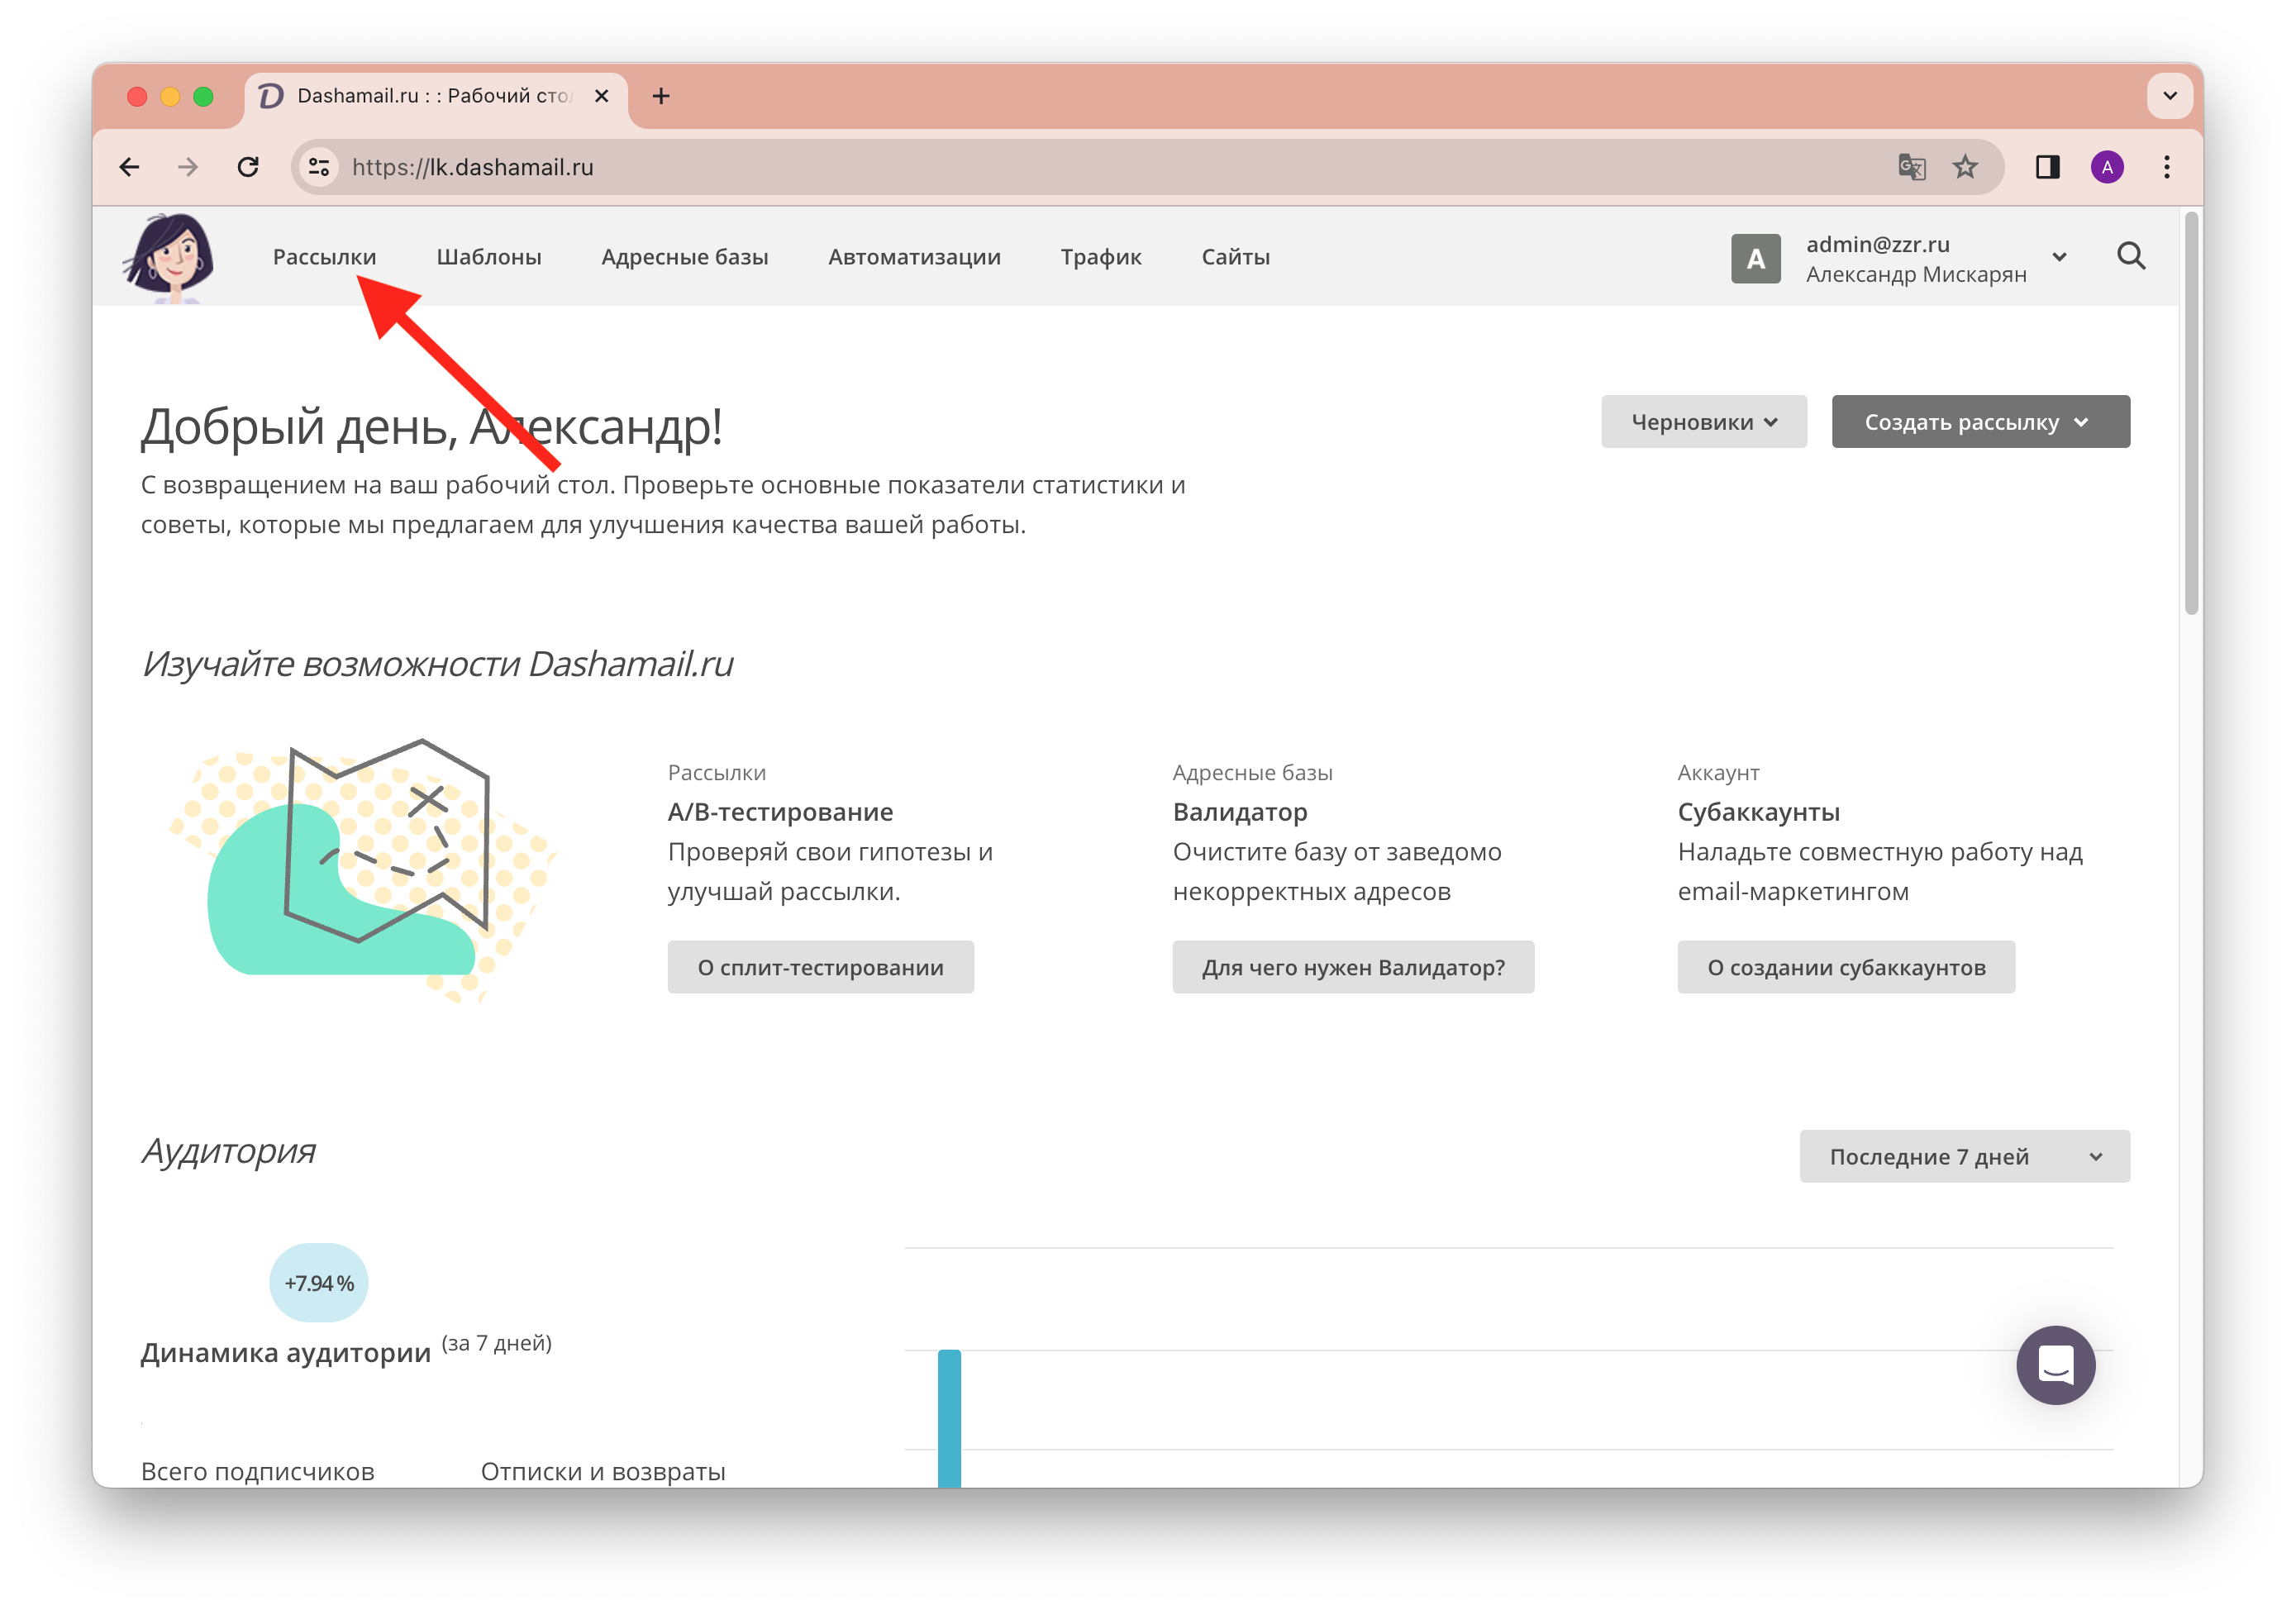 Dashamail.ru : : Рабочий сто
https://lk.dashamail.ru
A
Рассылки
Шаблоны
Адресные базы
Автоматизации
Трафик
Сайты
A
admin@zzr.ru
Александр Мискарян
Добрый день, Александр!
Черновики
Создать рассылку
С возвращением на ваш рабочий стол. Проверьте основные показатели статистики и
советы, которые мы предлагаем для улучшения качества вашей работы.
Изучайте возможности Dashamail.ru
Рассылки
А/В-тестирование
Проверяй свои гипотезы и
улучшай рассылки.
О сплит-тестировании
Адресные базы
Валидатор
Очистите базу от заведомо
некорректных адресов
Для чего нужен Валидатор?
Аккаунт
Субаккаунты
Наладьте совместную работу над
email-маркетингом
О создании субаккаунтов
Аудитория
Последние 7 дней
+7.94 %
Динамика аудитории (за 7 дней)
Всего подписчиков
Отписки и возвраты